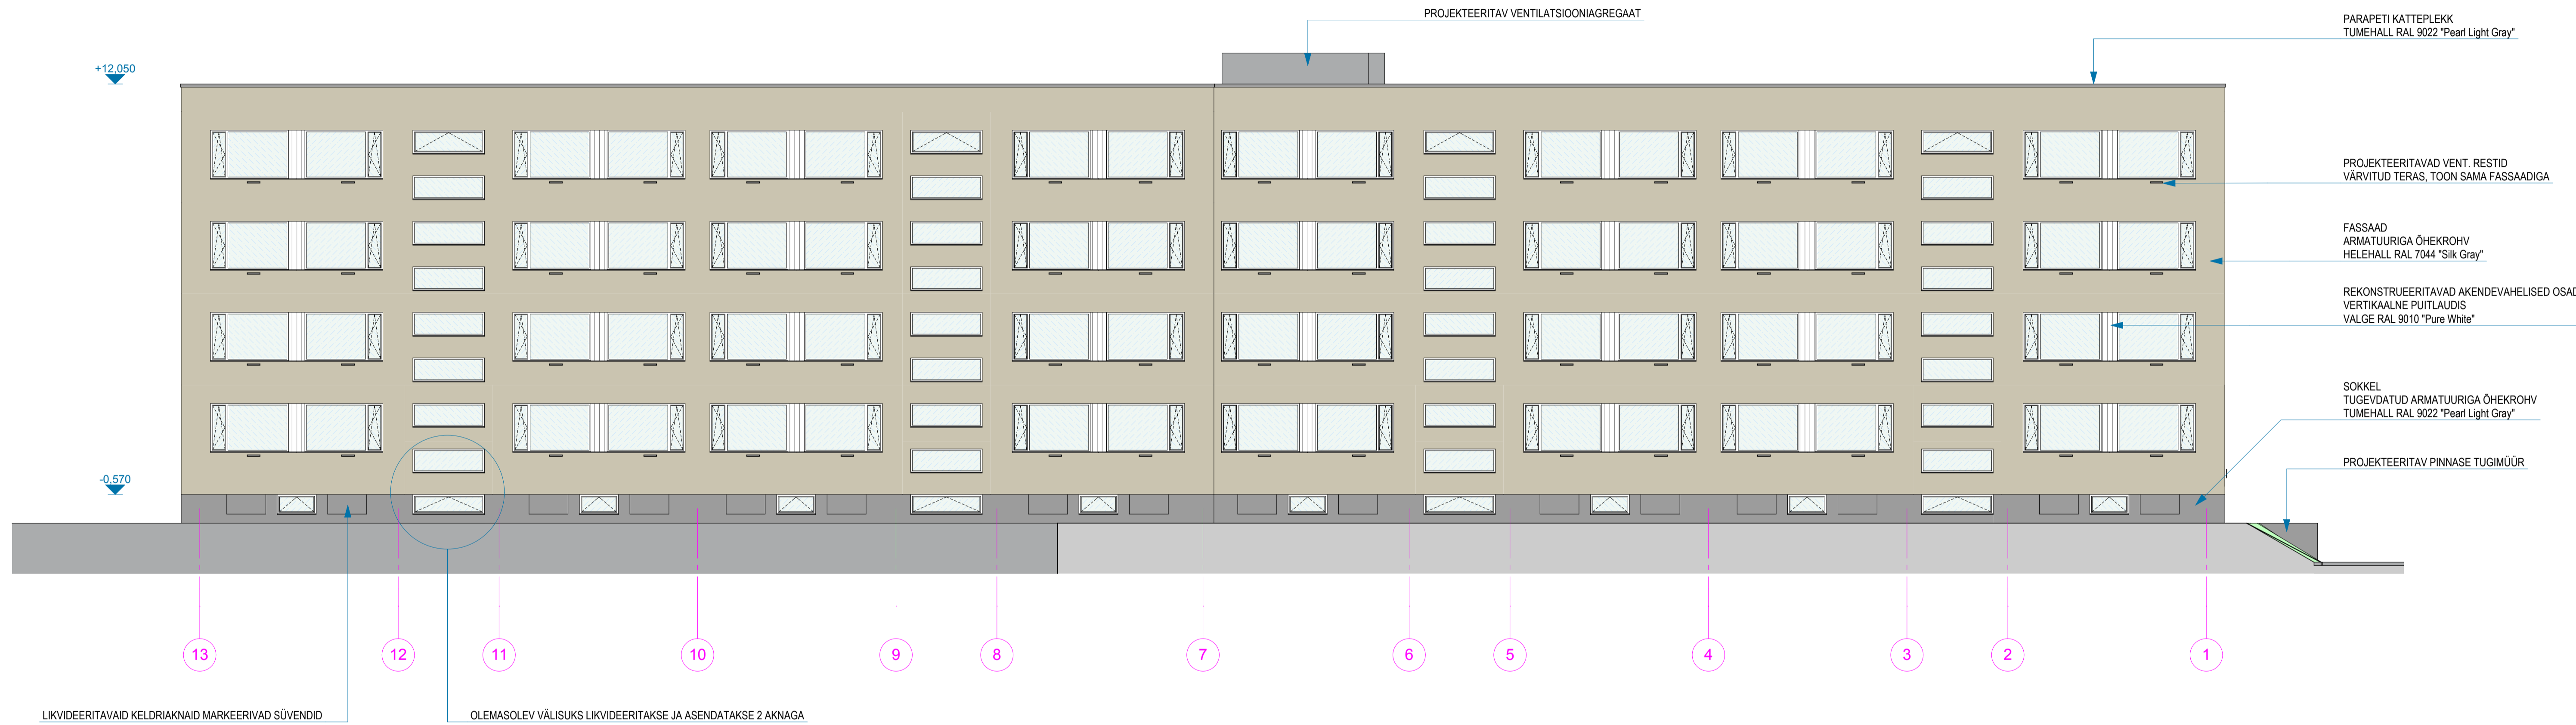 PROJEKTEERITAV VENTILATSIOONIAGREGAAT
PARAPETI KATTEPLEKK
TUMEHALL RAL 9022 "Pearl Light Gray"
+12,050
PROJEKTEERITAVAD VENT. RESTID
VÄRVITUD TERAS, TOON SAMA FASSAADIGA
FASSAAD
ARMATUURIGA ÕHEKROHV
HELEHALL RAL 7044 "Silk Gray"
REKONSTRUEERITAVAD AKENDEVAHELISED OSAD
VERTIKAALNE PUITLAUDIS
VALGE RAL 9010 "Pure White"
SOKKEL
TUGEVDATUD ARMATUURIGA ÕHEKROHV
TUMEHALL RAL 9022 "Pearl Light Gray"
PROJEKTEERITAV PINNASE TUGIMÜÜR
-0,570
13 12 11 10 9 8 7 6 5 4 3 2 1
LIKVIDEERITAVAID KELDRIAKNAID MARKEERIVAD SÜVENDID
OLEMASOLEV VÄLISUKS LIKVIDEERITAKSE JA ASENDATAKSE 2 AKNAGA